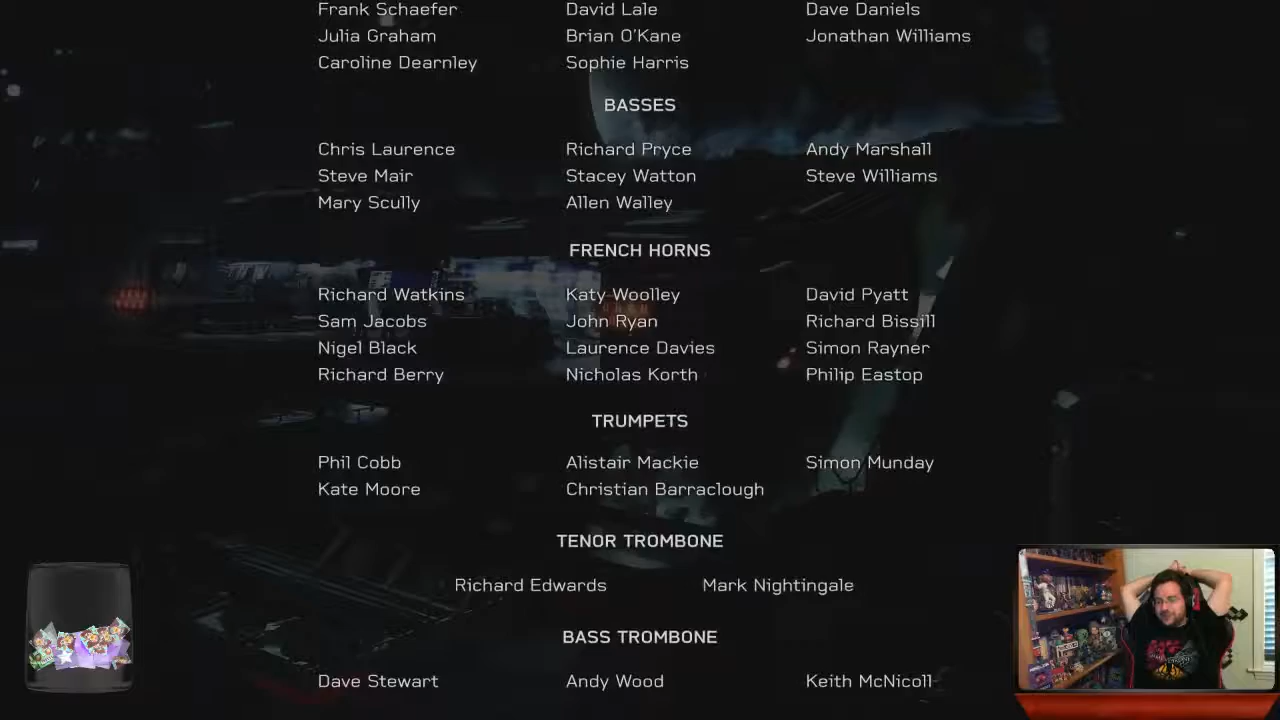 Frank Schaefer David Lale Dave Daniels
Julia Graham Brian O'Kane Jonathan Williams
Caroline Dearnley Sophie Harris
BASSES
Chris Laurence Richard Pryce Andy Marshall
Steve Mair Stacey Watton Steve Williams
Mary Scully Allen Walley
FRENCH HORNS
Richard Watkins Katy Woolley David Pyatt
Sam Jacobs John Ryan Richard Bissill
Nigel Black Laurence Davies Simon Rayner
Richard Berry Nicholas Korth Philip Eastop
TRUMPETS
Phil Cobb Alistair Mackie Simon Munday
Kate Moore Christian Barraclough
TENOR TROMBONE
Richard Edwards Mark Nightingale
BASS TROMBONE
Dave Stewart Andy Wood Keith McNicoll